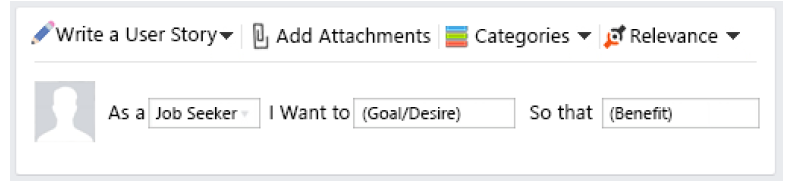 Write a User Story Add Attachments Categories Relevance
As a Job Seeker I Want to (Goal/Desire) So that (Benefit)